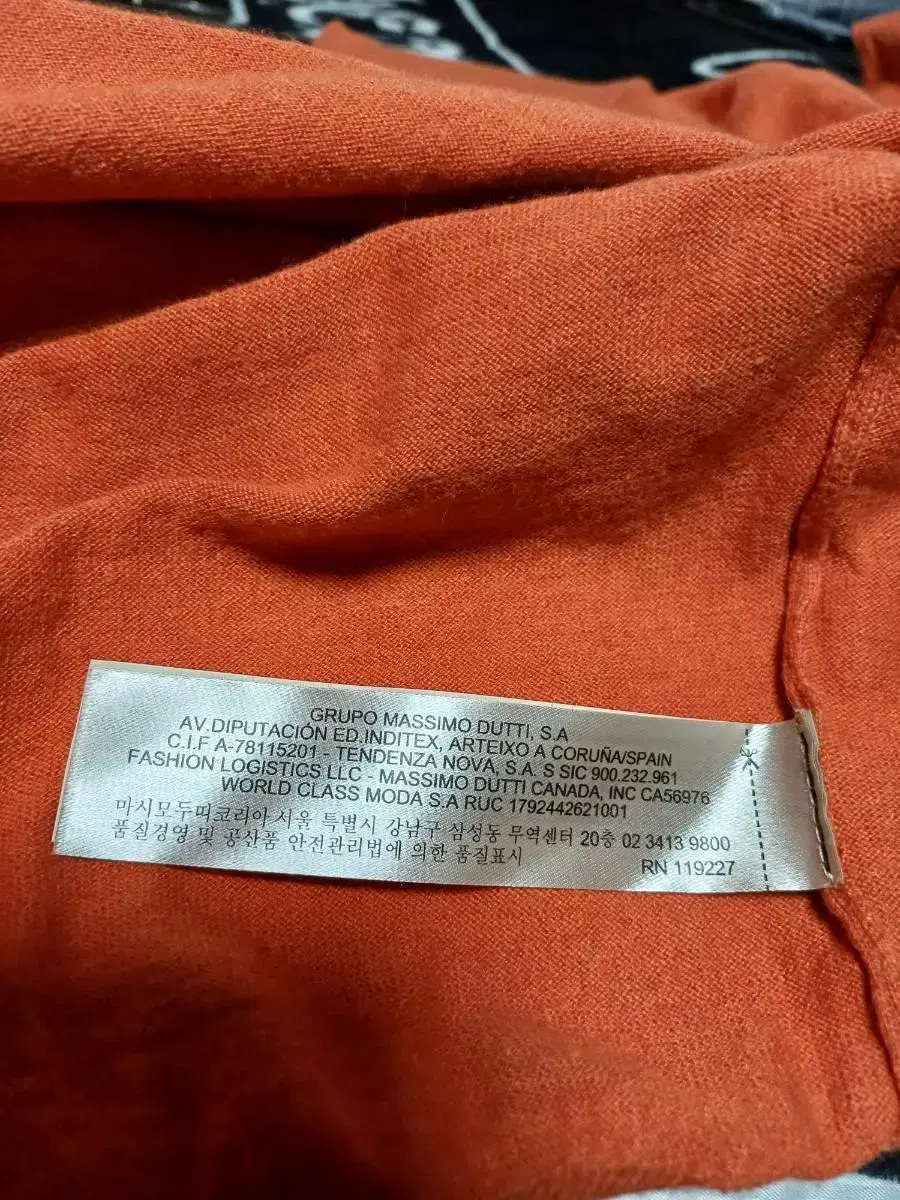 GRUPO MASSIMO DUTTI, S.A
AV.DIPUTACIÓN ED.INDITEX, ARTEIXO A CORUÑA/SPAIN
C.I.F A-78115201 - TENDENZA NOVA, S.A. S SIC 900.232.961
FASHION LOGISTICS LLC - MASSIMO DUTTI CANADA, INC CA56976
WORLD CLASS MODA S.A RUC 1792442621001
마시모두띠코리아 서울 특별시 강남구 삼성동 무역센터 20층 02 3413 9800
품질경영 및 공산품 안전관리법에 의한 품질표시
RN 119227